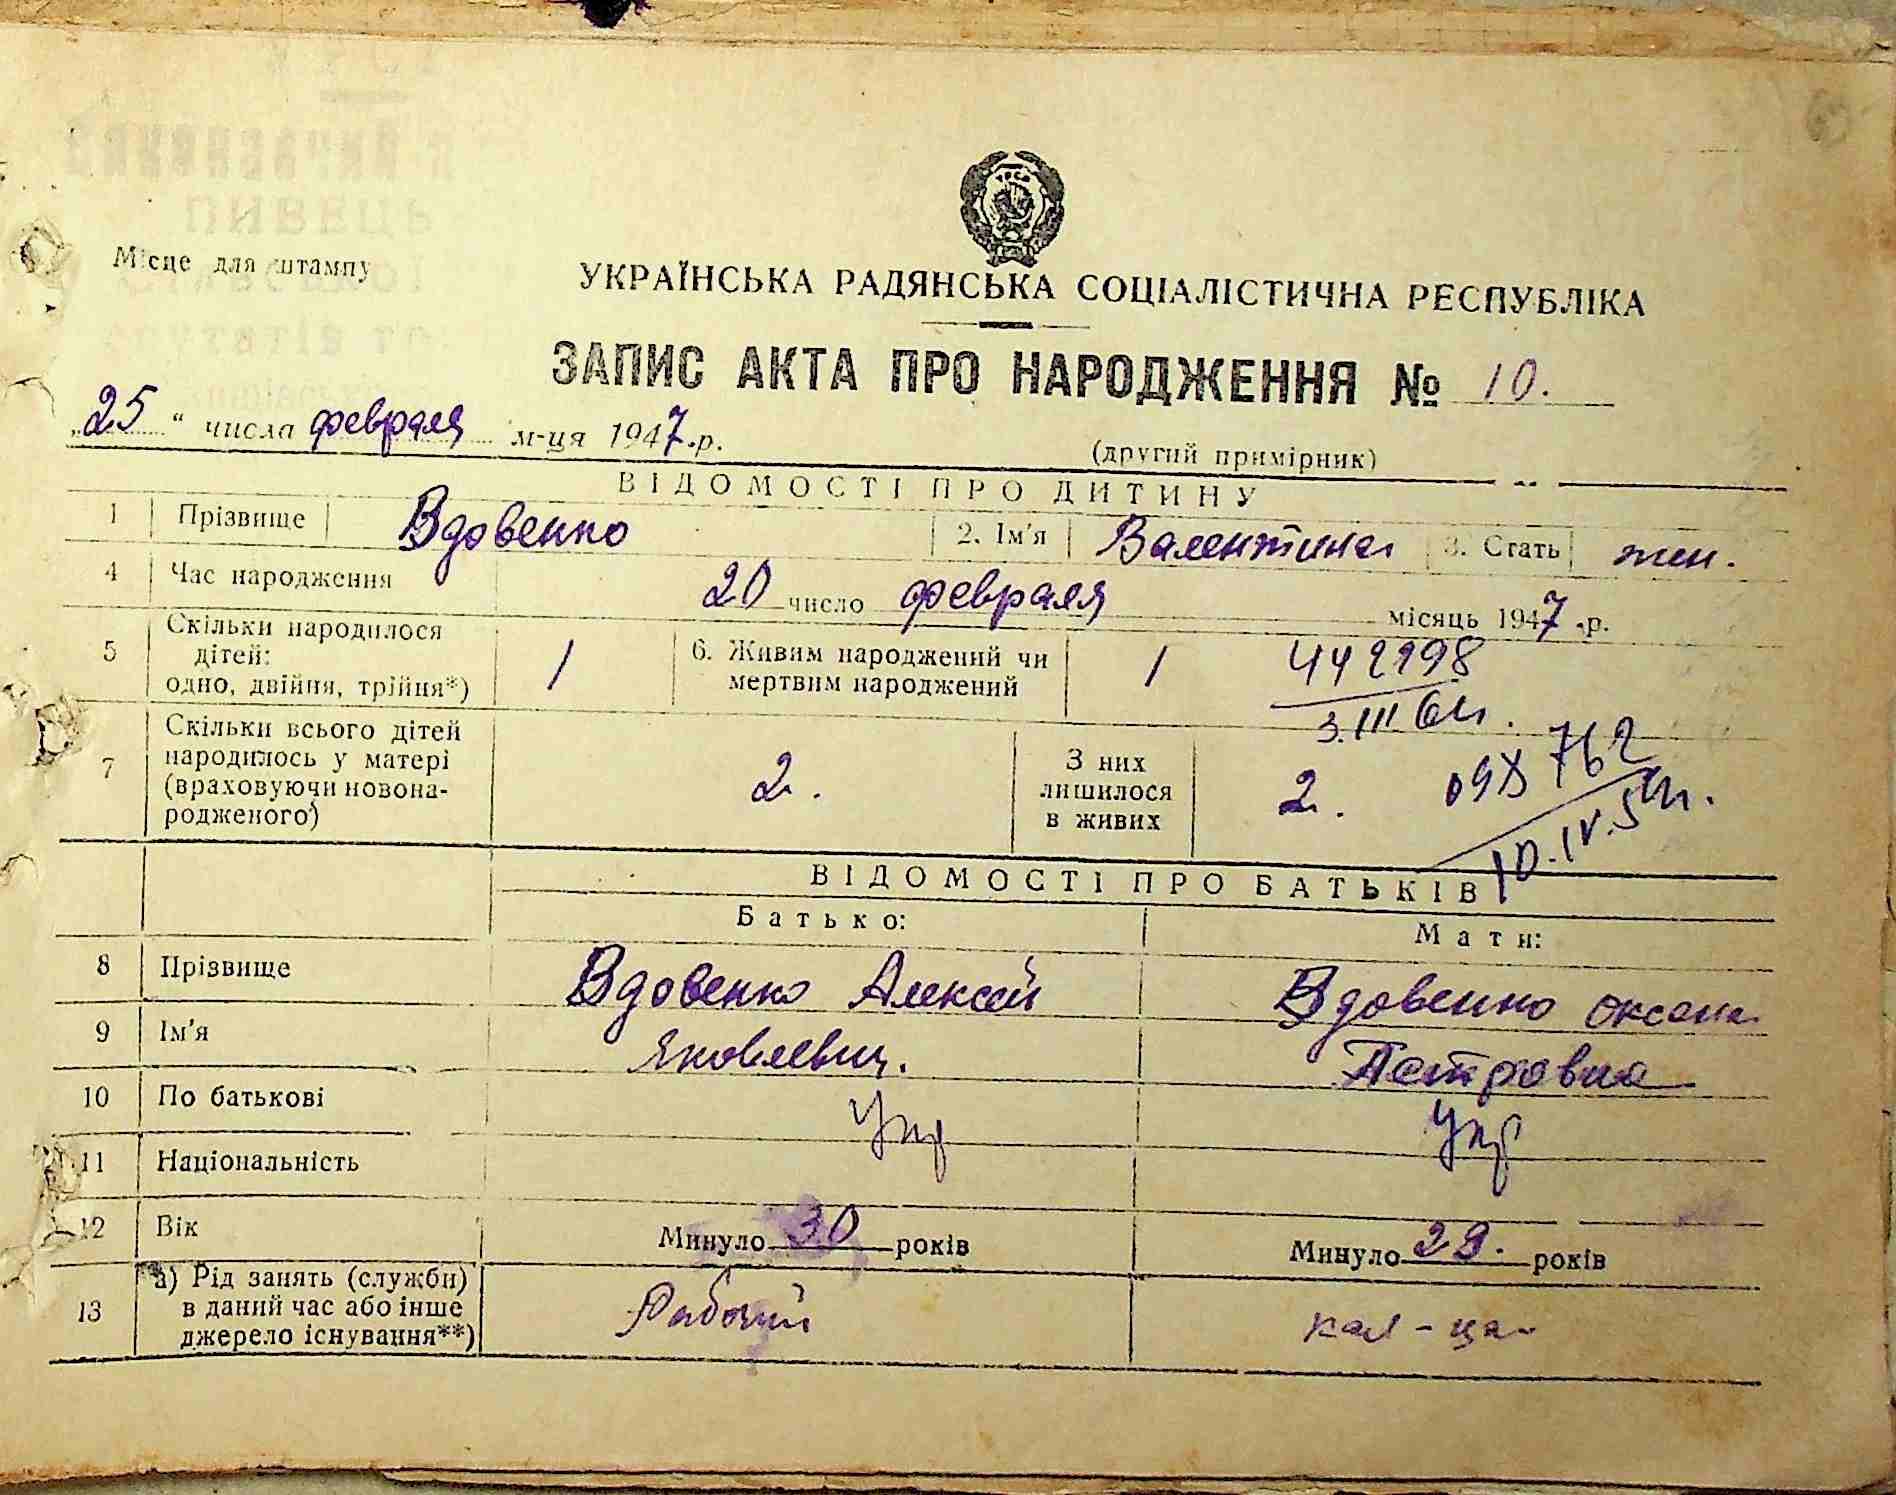 Місце для штампу
УРСР
УКРАЇНСЬКА РАДЯНСЬКА СОЦІАЛІСТИЧНА РЕСПУБЛІКА
ЗАПИС АКТА ПРО НАРОДЖЕННЯ № 10.
„25“ числа февраля м-ця 1947 р.
(другий примірник)
ВІДОМОСТІ ПРО ДИТИНУ
1 Прізвище Вдовенко 2. Ім'я Валентина 3. Стать жен.
4 Час народження 20 число февраля місяць 1947 р.
5 Скільки народилося дітей: одно, двійня, трійня*) 1 6. Живим народжений чи мертвим народжений 1
442998
3.III
7 Скільки всього дітей народилось у матері (враховуючи новонародженого) 2. З них лишилося в живих 2.
762
10.IV.
ВІДОМОСТІ ПРО БАТЬКІВ
Батько: Мати:
8 Прізвище Вдовенко Алексей Вдовенко Оксана
9 Ім'я Яковлевич. Петровна
10 По батькові Укр Укр
11 Національність
12 Вік Минуло 30 років Минуло 29. років
13 а) Рід занять (служби) в даний час або інше джерело існування**) Рабочий кол-ца